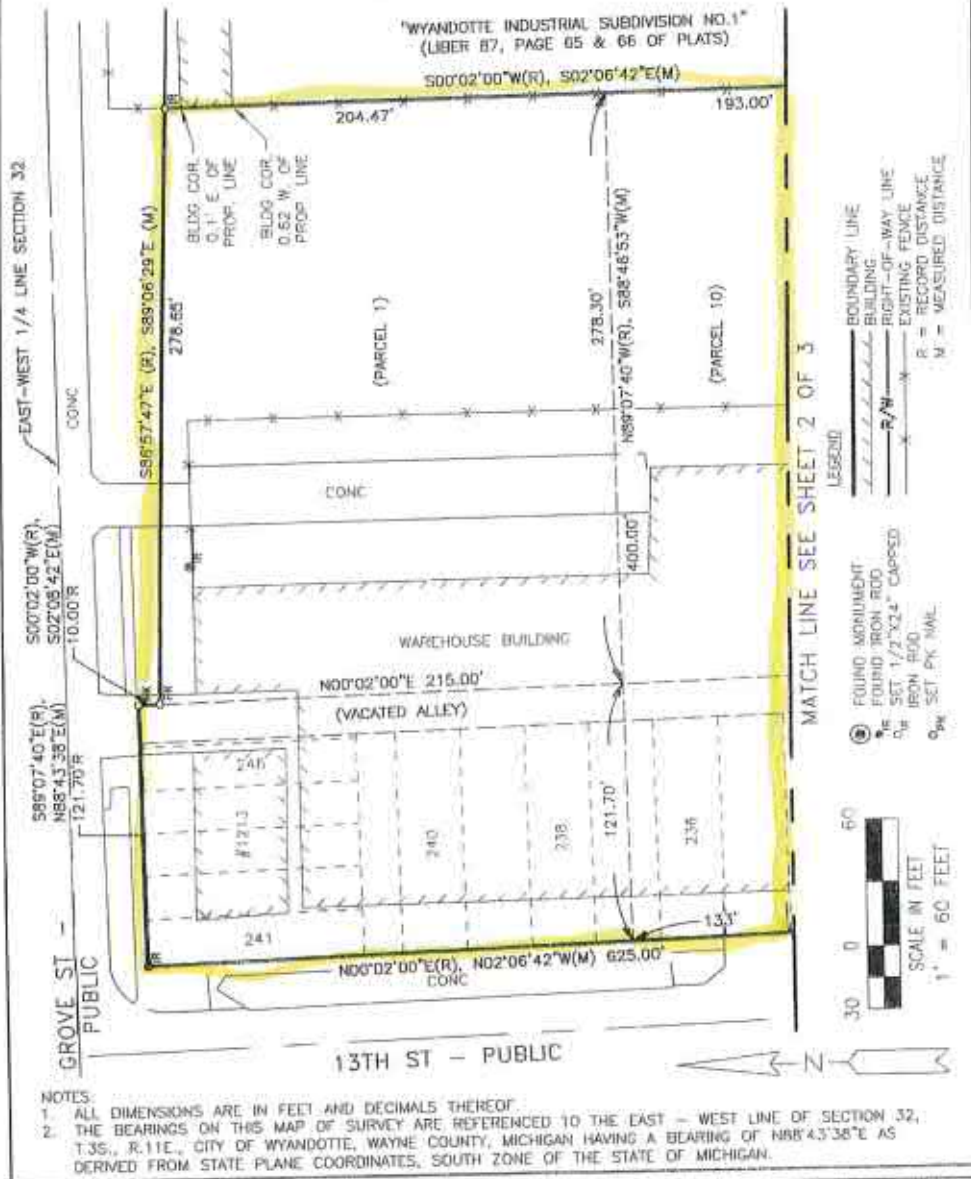 "WYANDOTTE INDUSTRIAL SUBDIVISION NO.1"
(LIBER 87, PAGE 65 & 66 OF PLATS)
S00°02'00"W(R), S02°06'42"E(M)
204.47'
193.00'
EAST-WEST 1/4 LINE SECTION 32
CONC
S86°57'47"E (R), S89°06'29"E (M)
278.65'
IR
BLDG COR.
0.1' E OF
PROP. LINE
BLDG COR.
0.52 W. OF
PROP. LINE
(PARCEL 1)
278.30'
N89°07'40"W(R), S88°46'53"W(M)
(PARCEL 10)
CONC
400.00'
S00°02'00"W(R),
S02°06'42"E(M)
10.00'R
PK
IR
WAREHOUSE BUILDING
N00°02'00"E 215.00'
(VACATED ALLEY)
S89°07'40"E(R),
N88°43'38"E(M)
121.70'R
246
#1213
240
238
236
121.70'
241
133'
N00°02'00"E(R), N02°06'42"W(M) 625.00'
CONC
GROVE ST -
PUBLIC
13TH ST - PUBLIC
MATCH LINE SEE SHEET 2 OF 3
LEGEND
BOUNDARY LINE
BUILDING
R/W
RIGHT-OF-WAY LINE
EXISTING FENCE
R = RECORD DISTANCE
M = MEASURED DISTANCE
FOUND MONUMENT
IR FOUND IRON ROD
IR SET 1/2"X24" CAPPED
IRON ROD
PK SET PK NAIL
30 0 60
SCALE IN FEET
1" = 60 FEET
N
NOTES:
1. ALL DIMENSIONS ARE IN FEET AND DECIMALS THEREOF.
2. THE BEARINGS ON THIS MAP OF SURVEY ARE REFERENCED TO THE EAST - WEST LINE OF SECTION 32,
T.3S., R.11E., CITY OF WYANDOTTE, WAYNE COUNTY, MICHIGAN HAVING A BEARING OF N88°43'38"E AS
DERIVED FROM STATE PLANE COORDINATES, SOUTH ZONE OF THE STATE OF MICHIGAN.